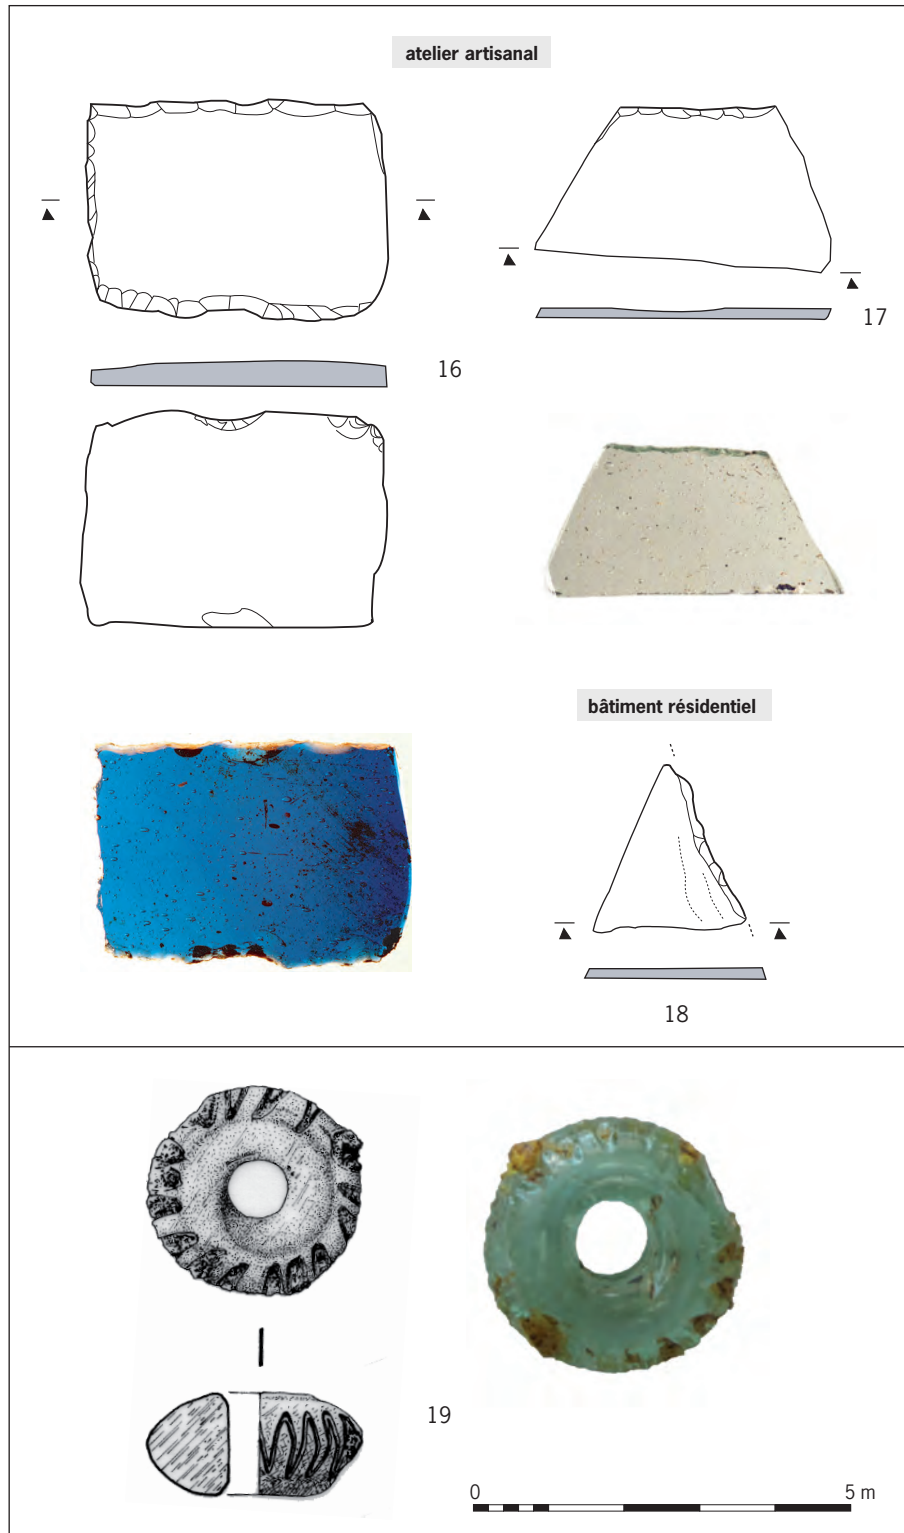 atelier artisanal
17
16
bâtiment résidentiel
18
19
0 5 m